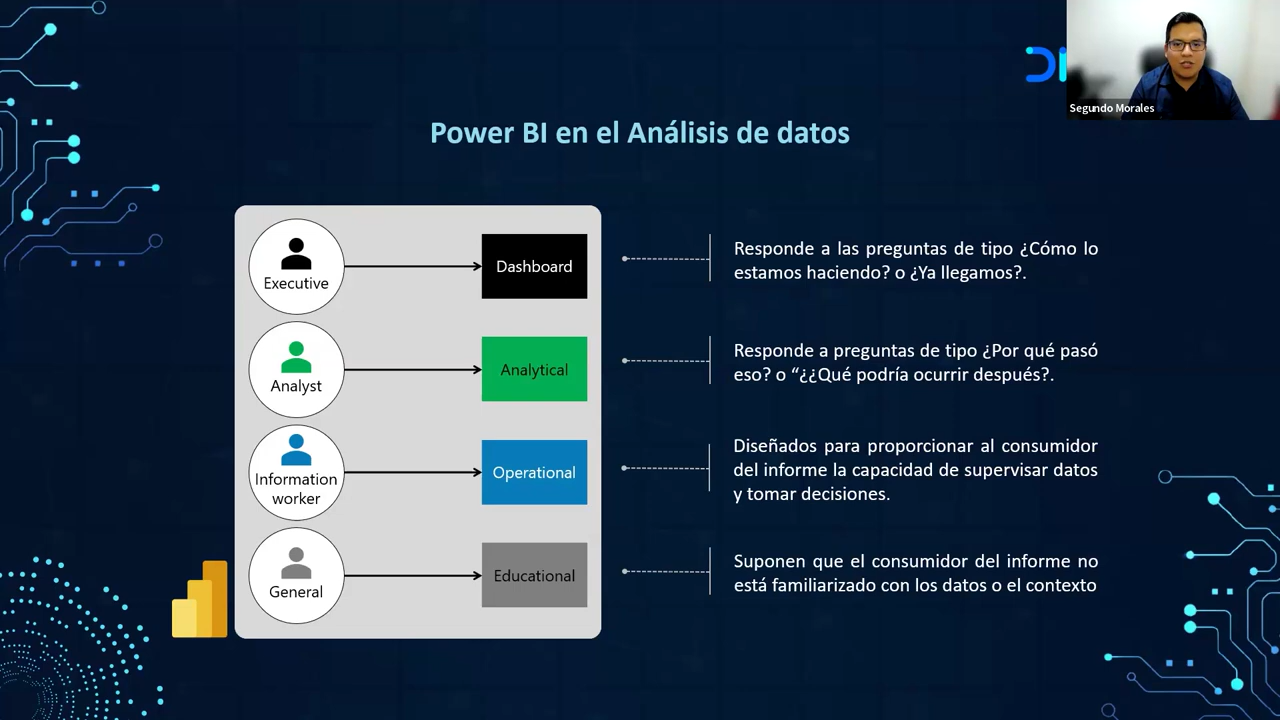 Segundo Morales
Power BI en el Análisis de datos
Executive
Dashboard
Responde a las preguntas de tipo ¿Cómo lo
estamos haciendo? o ¿Ya llegamos?.
Analyst
Analytical
Responde a preguntas de tipo ¿Por qué pasó
eso? o “¿¿Qué podría ocurrir después?.
Information
worker
Operational
Diseñados para proporcionar al consumidor
del informe la capacidad de supervisar datos
y tomar decisiones.
General
Educational
Suponen que el consumidor del informe no
está familiarizado con los datos o el contexto